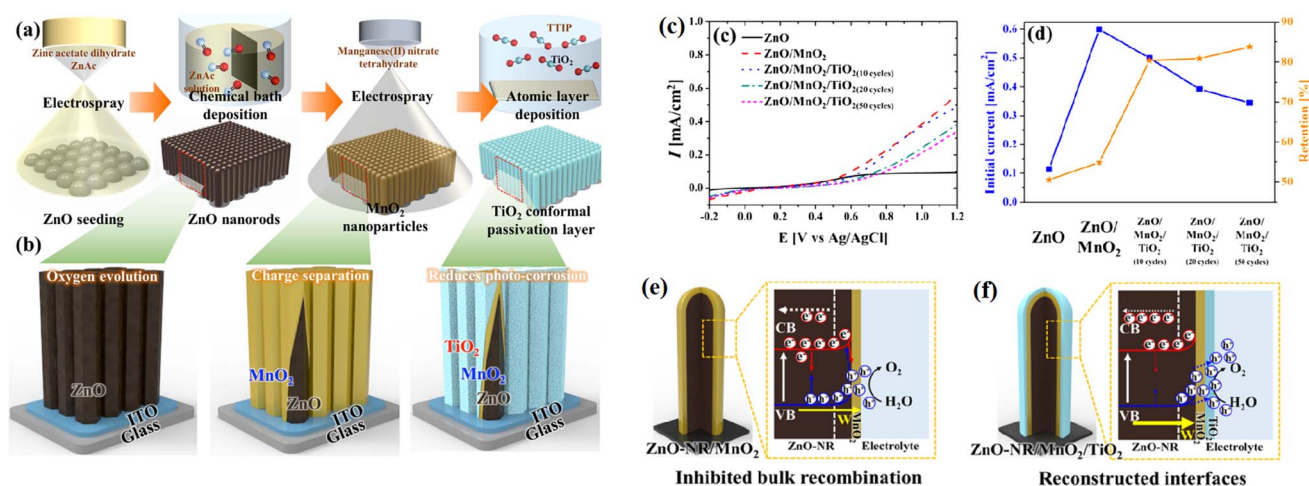 (a)
Zinc acetate dihydrate
ZnAc
Electrospray
ZnO seeding
ZnAc
solution
Chemical bath
deposition
ZnO nanorods
Manganese(II) nitrate
tetrahydrate
Electrospray
MnO2
nanoparticles
TTIP
TiO2
Atomic layer
deposition
TiO2 conformal
passivation layer
(b)
Oxygen evolution
ZnO
ITO
Glass
Charge separation
MnO2
ZnO
ITO
Glass
Reduces photo-corrosion
TiO2
MnO2
ZnO
ITO
Glass
(c)
(c)
ZnO
ZnO/MnO2
ZnO/MnO2/TiO2(10 cycles)
ZnO/MnO2/TiO2(20 cycles)
ZnO/MnO2/TiO2(50 cycles)
I [mA/cm2]
1.0
0.8
0.6
0.4
0.2
0.0
-0.2 0.0 0.2 0.4 0.6 0.8 1.0 1.2
E [V vs Ag/AgCl]
(d)
Initial current [mA/cm2]
0.6
0.5
0.4
0.3
0.2
0.1
0.0
Retention [%]
90
80
70
60
50
ZnO
ZnO/
MnO2
ZnO/
MnO2/
TiO2
(10 cycles)
ZnO/
MnO2/
TiO2
(20 cycles)
ZnO/
MnO2/
TiO2
(50 cycles)
(e)
ZnO-NR/MnO2
CB
e- e-
e- e- e- e- e-
e-
VB
h+ h+ h+ h+ h+ h+ h+ h+ h+
O2
H2O
W
MnO2
ZnO-NR
Electrolyte
Inhibited bulk recombination
(f)
ZnO-NR/MnO2/TiO2
CB
e- e- e- e-
e-
VB
h+ h+ h+ h+ h+ h+ h+ h+ h+
O2
H2O
W
MnO2
TiO2
ZnO-NR
Electrolyte
Reconstructed interfaces